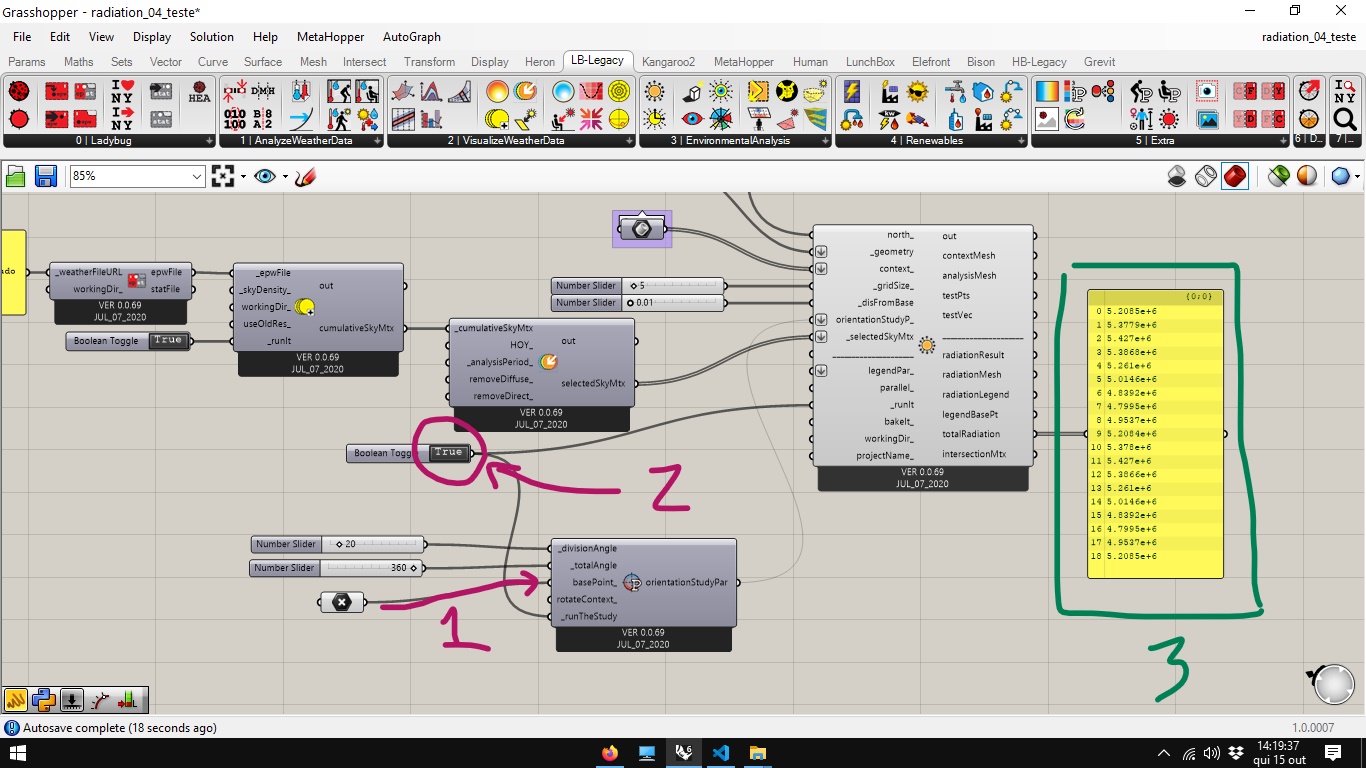 Grasshopper - radiation_04_teste*
File Edit View Display Solution Help MetaHopper AutoGraph radiation_04_teste
Params Maths Sets Vector Curve Surface Mesh Intersect Transform Display Heron LB-Legacy Kangaroo2 MetaHopper Human LunchBox Elefront Bison HB-Legacy Grevit
0 | Ladybug 1 | AnalyzeWeatherData 2 | VisualizeWeatherData 3 | EnvironmentalAnalysis 4 | Renewables 5 | Extra 6 | D... 7 |...
85%
udo
_weatherFileURL epwFile
workingDir_ statFile
VER 0.0.69
JUL_07_2020
Boolean Toggle True
_epwFile
_skyDensity_
workingDir_
useOldRes_
_runIt
out
cumulativeSkyMtx
VER 0.0.69
JUL_07_2020
_cumulativeSkyMtx
HOY_
_analysisPeriod_
removeDiffuse_
removeDirect_
out
selectedSkyMtx
VER 0.0.69
JUL_07_2020
Number Slider 5
Number Slider 0.01
Boolean Toggle True
2
Number Slider 20
Number Slider 360
1
_divisionAngle
_totalAngle
basePoint_
rotateContext_
_runTheStudy
orientationStudyPar
VER 0.0.69
JUL_07_2020
north_
_geometry
context_
_gridSize_
_disFromBase
orientationStudyP_
_selectedSkyMtx
____________________
legendPar_
parallel_
_runIt
bakeIt_
workingDir_
projectName_
out
contextMesh
analysisMesh
testPts
testVec
____________________
radiationResult
radiationMesh
radiationLegend
legendBasePt
totalRadiation
intersectionMtx
VER 0.0.69
JUL_07_2020
{0;0}
0 5.2085e+6
1 5.3779e+6
2 5.427e+6
3 5.3868e+6
4 5.261e+6
5 5.0146e+6
6 4.8392e+6
7 4.7995e+6
8 4.9537e+6
9 5.2084e+6
10 5.378e+6
11 5.427e+6
12 5.3866e+6
13 5.261e+6
14 5.0146e+6
15 4.8392e+6
16 4.7995e+6
17 4.9537e+6
18 5.2085e+6
3
Autosave complete (18 seconds ago) 1.0.0007
14:19:37
qui 15 out